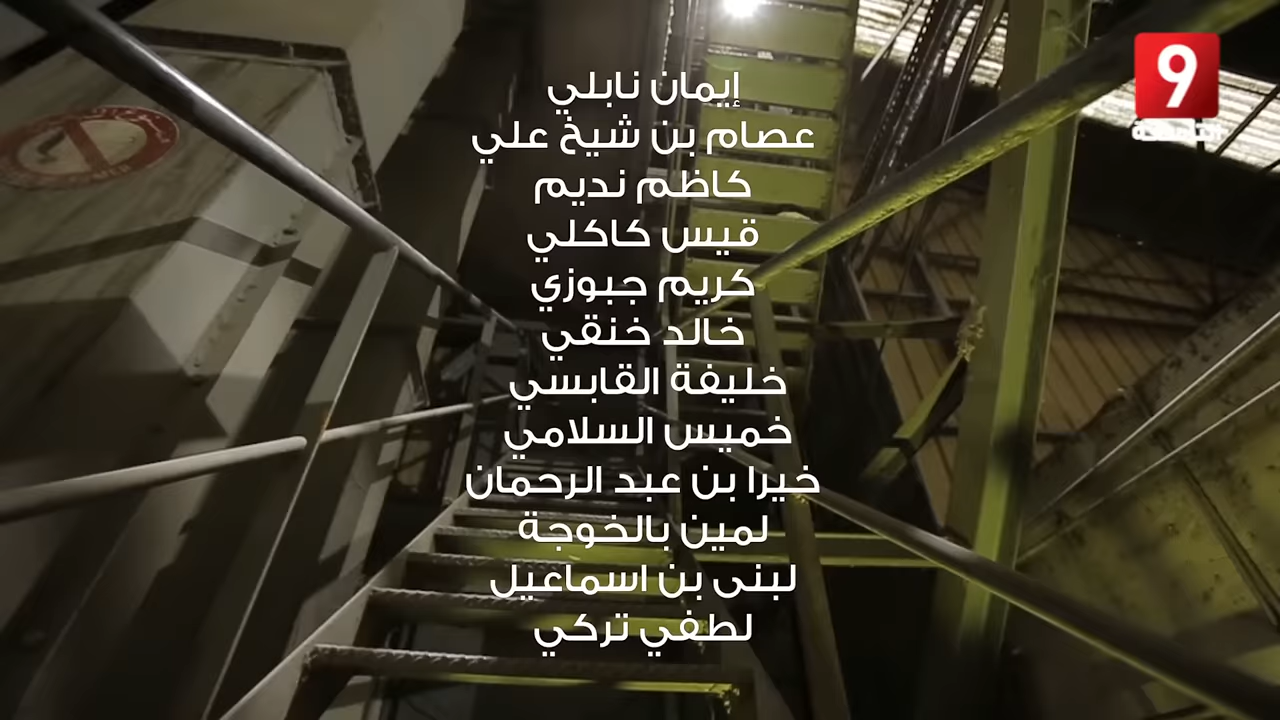 9
التاسعة
إيمان نابلي
عصام بن شيخ علي
كاظم نديم
قيس كاكلي
كريم جبوزي
خالد خنقي
خليفة القابسي
خميس السلامي
خيرا بن عبد الرحمان
لمين بالخوجة
لبنى بن اسماعيل
لطفي تركي